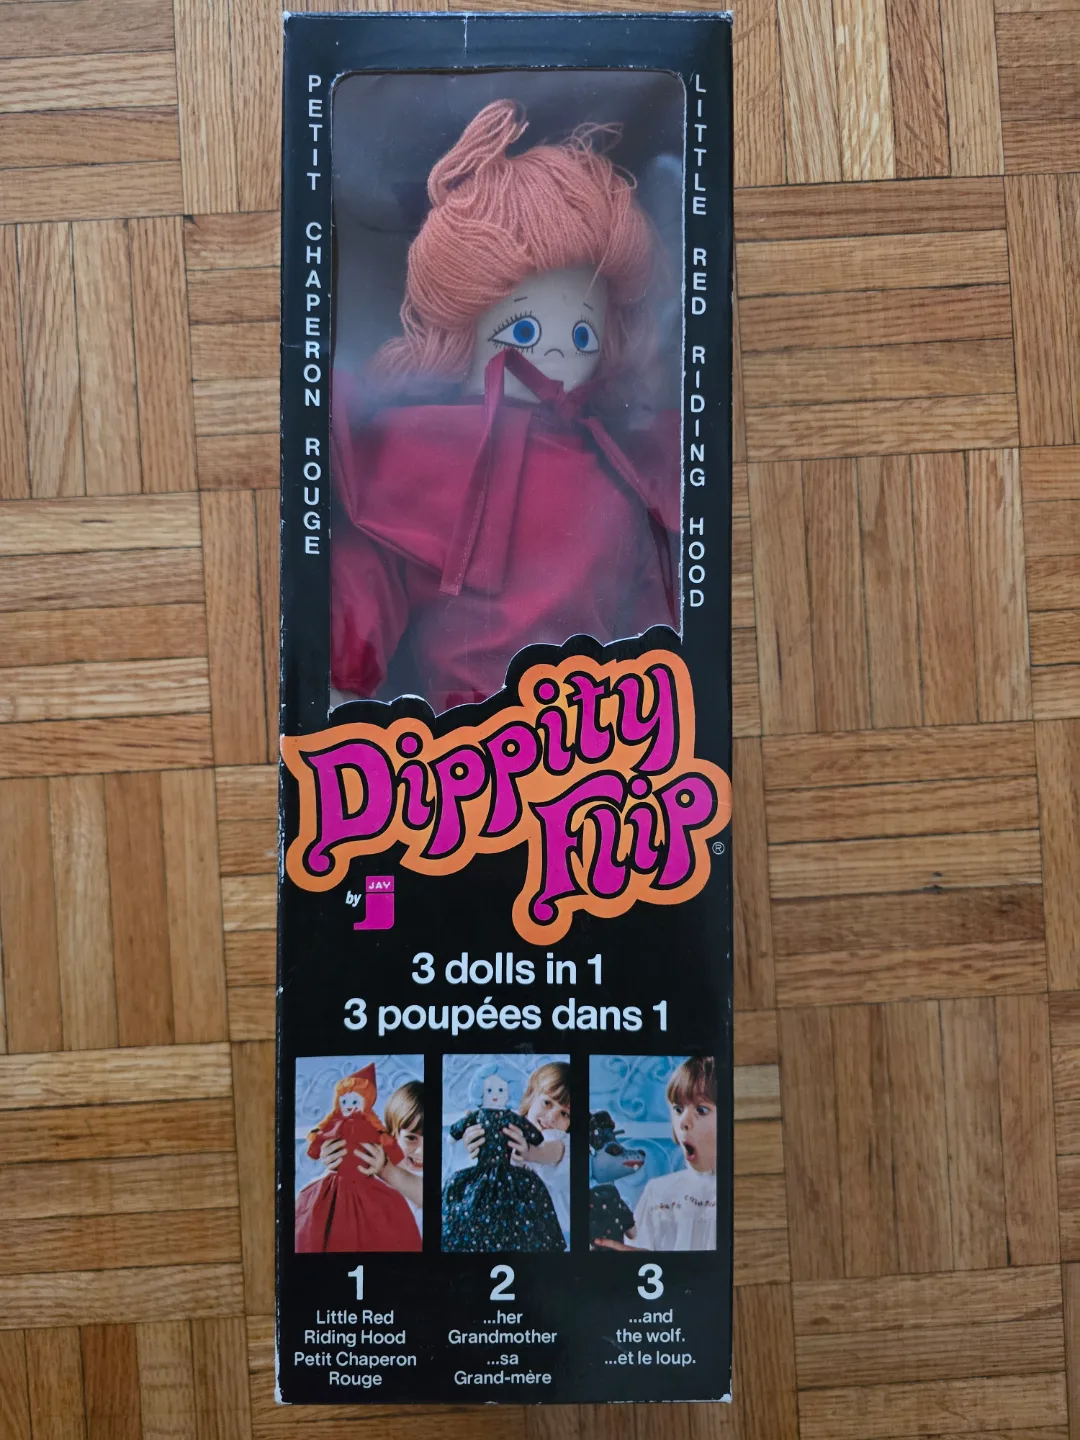 PETIT CHAPERON ROUGE
LITTLE RED RIDING HOOD
Dippity
Flip®
by JAY
3 dolls in 1
3 poupées dans 1
1
Little Red
Riding Hood
Petit Chaperon
Rouge
2
...her
Grandmother
...sa
Grand-mère
3
...and
the wolf.
...et le loup.